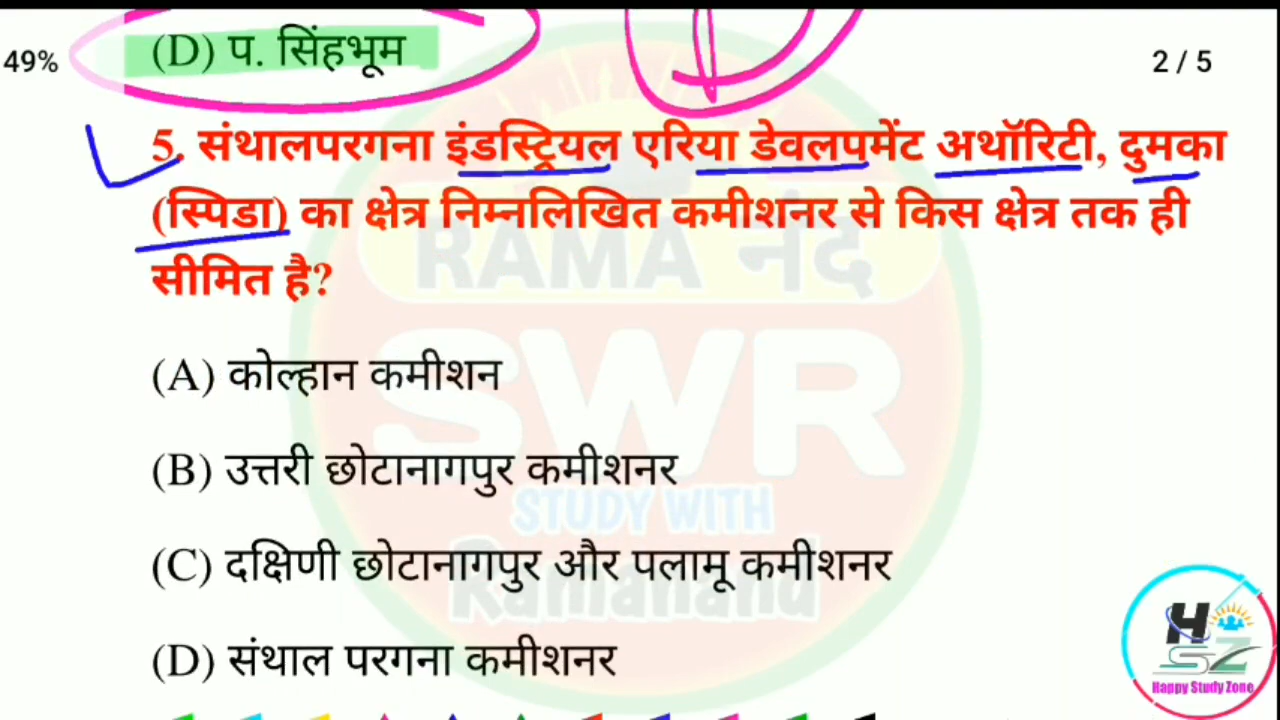 (D) प. सिंहभूम
49%
2 / 5
5. संथालपरगना इंडस्ट्रियल एरिया डेवलपमेंट अथॉरिटी, दुमका
(स्पिडा) का क्षेत्र निम्नलिखित कमीशनर से किस क्षेत्र तक ही
सीमित है?
RAMA नंद
(A) कोल्हान कमीशन
SWR
(B) उत्तरी छोटानागपुर कमीशनर
STUDY WITH
(C) दक्षिणी छोटानागपुर और पलामू कमीशनर
Ramanand
(D) संथाल परगना कमीशनर
HSZ
Happy Study Zone